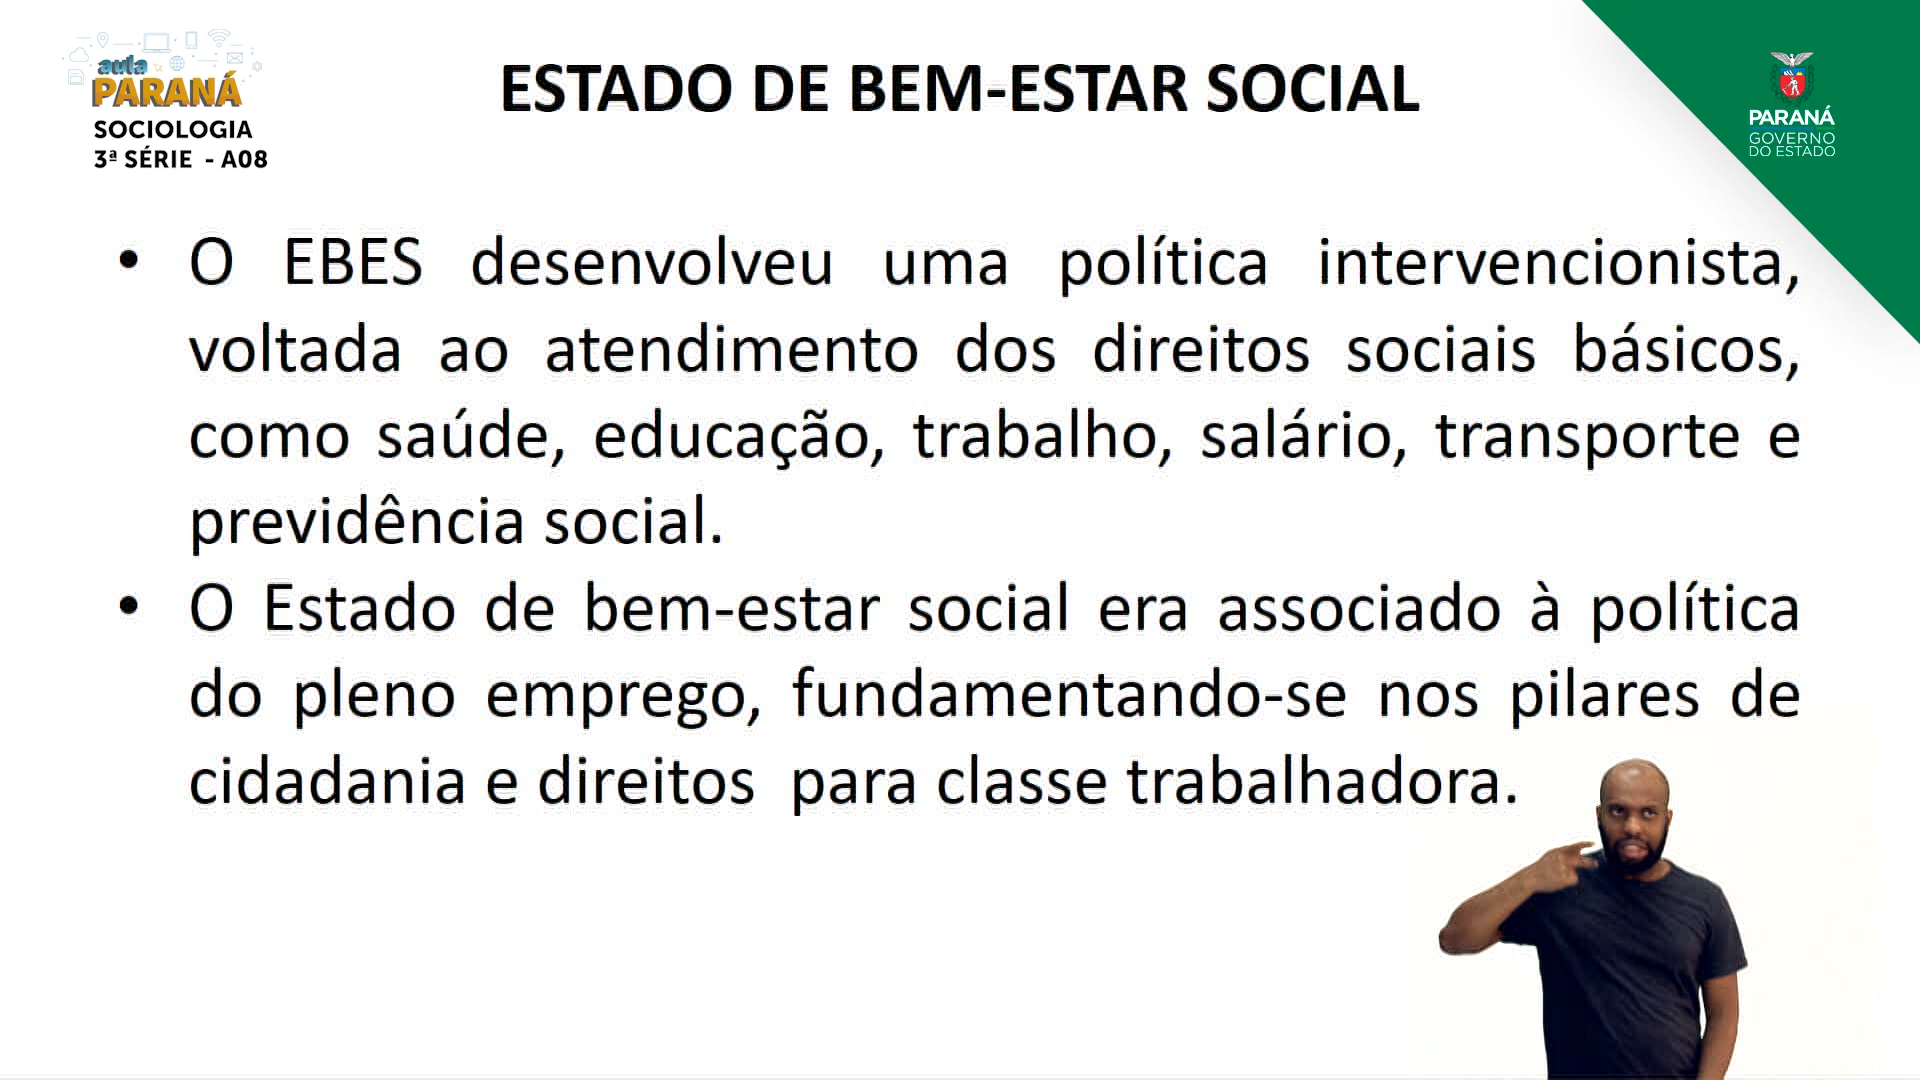 aula
PARANÁ
SOCIOLOGIA
3ª SÉRIE - A08
ESTADO DE BEM-ESTAR SOCIAL
PARANÁ
GOVERNO
DO ESTADO
• O EBES desenvolveu uma política intervencionista,
voltada ao atendimento dos direitos sociais básicos,
como saúde, educação, trabalho, salário, transporte e
previdência social.
• O Estado de bem-estar social era associado à política
do pleno emprego, fundamentando-se nos pilares de
cidadania e direitos  para classe trabalhadora.